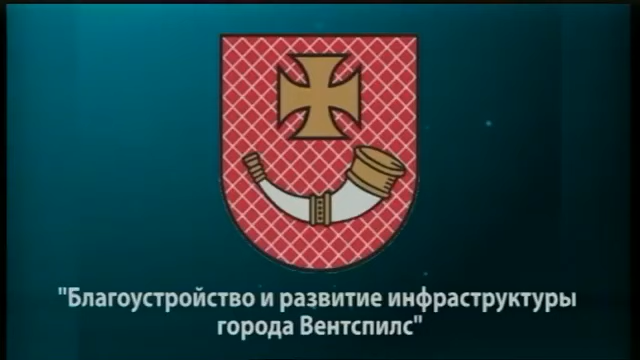 "Благоустройство и развитие инфраструктуры
города Вентспилс"